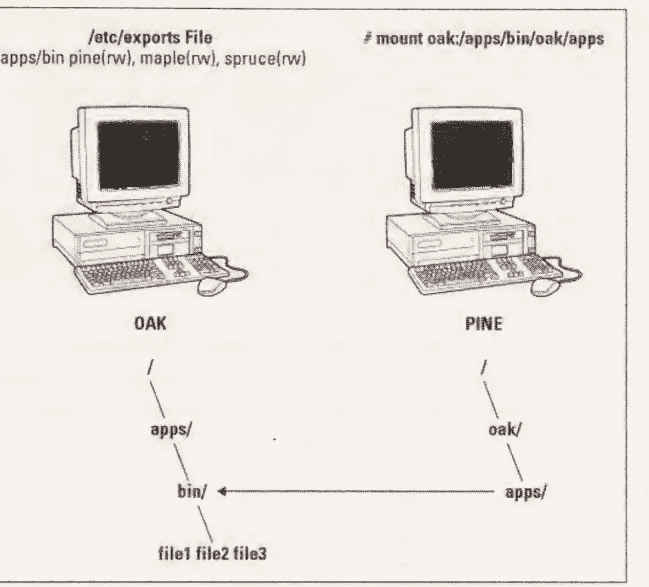 /etc/exports File
apps/bin pine(rw), maple(rw), spruce(rw)
# mount oak:/apps/bin/oak/apps
OAK
PINE
/
/
apps/
oak/
bin/
apps/
file1 file2 file3